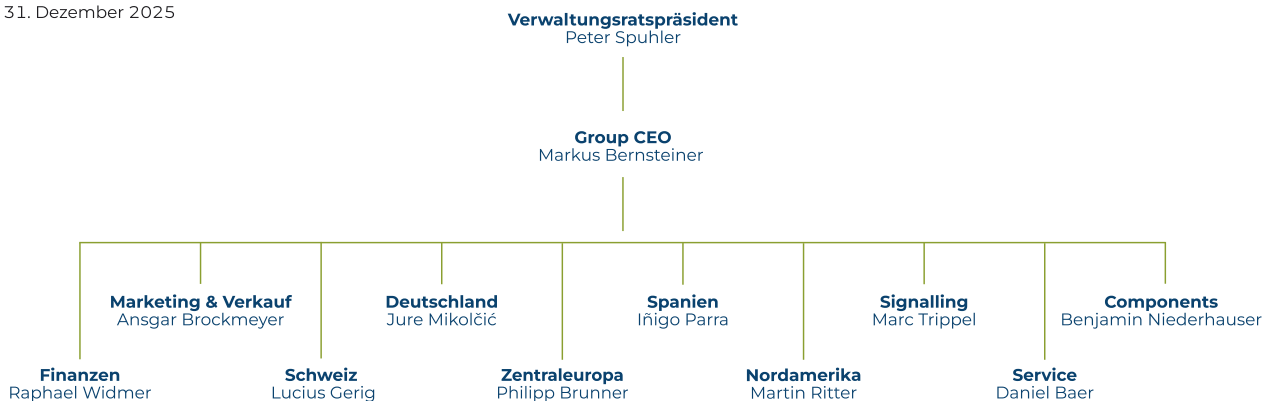 31. Dezember 2025
Verwaltungsratspräsident
Peter Spuhler
Group CEO
Markus Bernsteiner
Marketing & Verkauf
Ansgar Brockmeyer
Deutschland
Jure Mikolčić
Spanien
Iñigo Parra
Signalling
Marc Trippel
Components
Benjamin Niederhauser
Finanzen
Raphael Widmer
Schweiz
Lucius Gerig
Zentraleuropa
Philipp Brunner
Nordamerika
Martin Ritter
Service
Daniel Baer